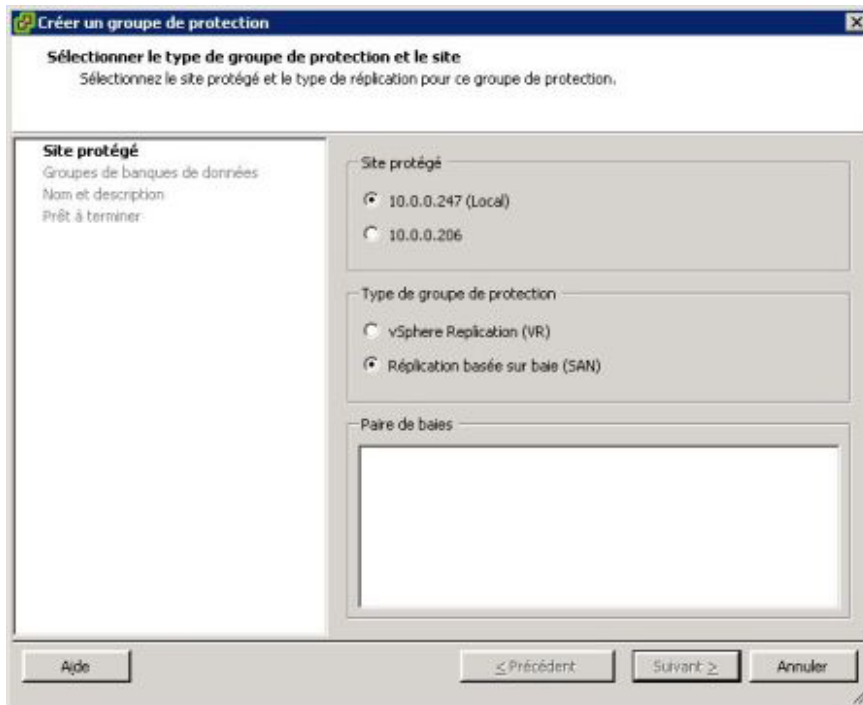 Créer un groupe de protection
Sélectionner le type de groupe de protection et le site
Sélectionnez le site protégé et le type de réplication pour ce groupe de protection.
Site protégé
Groupes de banques de données
Nom et description
Prêt à terminer
Site protégé
10.0.0.247 (Local)
10.0.0.206
Type de groupe de protection
vSphere Replication (VR)
Réplication basée sur baie (SAN)
Paire de baies
Aide
< Précédent
Suivant >
Annuler